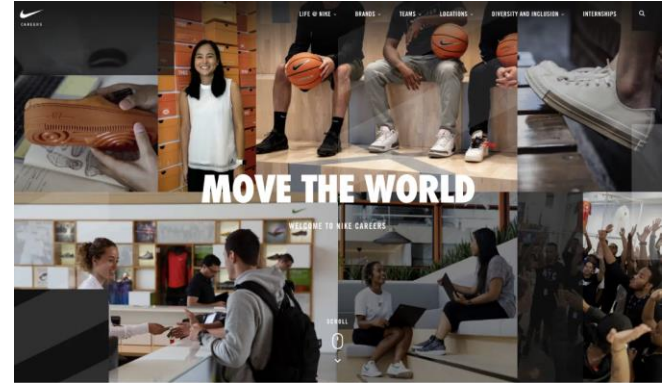 CAREERS
LIFE @ NIKE
BRANDS
TEAMS
LOCATIONS
DIVERSITY AND INCLUSION
INTERNSHIPS
MOVE THE WORLD
WELCOME TO NIKE CAREERS
SCROLL